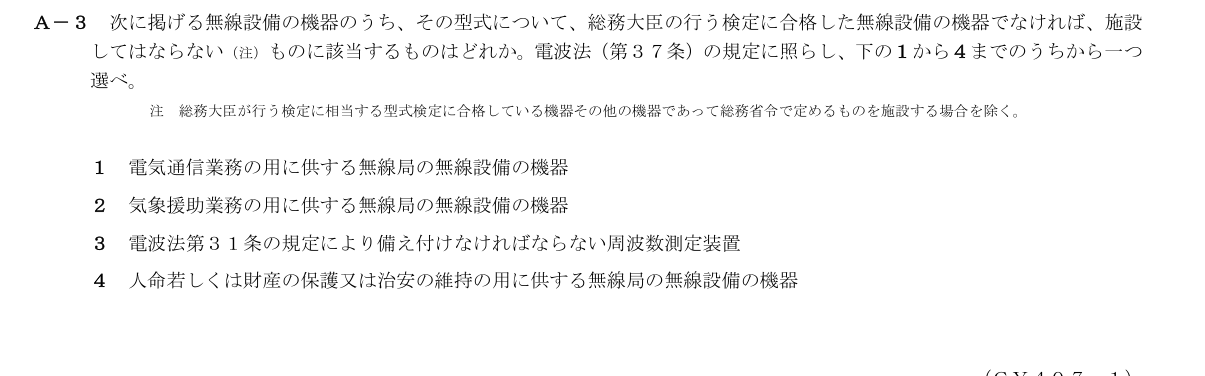 Ａ－３　次に掲げる無線設備の機器のうち、その型式について、総務大臣の行う検定に合格した無線設備の機器でなければ、施設
してはならない（注）ものに該当するものはどれか。電波法（第３７条）の規定に照らし、下の１から４までのうちから一つ
選べ。
注　総務大臣が行う検定に相当する型式検定に合格している機器その他の機器であって総務省令で定めるものを施設する場合を除く。
１　電気通信業務の用に供する無線局の無線設備の機器
２　気象援助業務の用に供する無線局の無線設備の機器
３　電波法第３１条の規定により備え付けなければならない周波数測定装置
４　人命若しくは財産の保護又は治安の維持の用に供する無線局の無線設備の機器